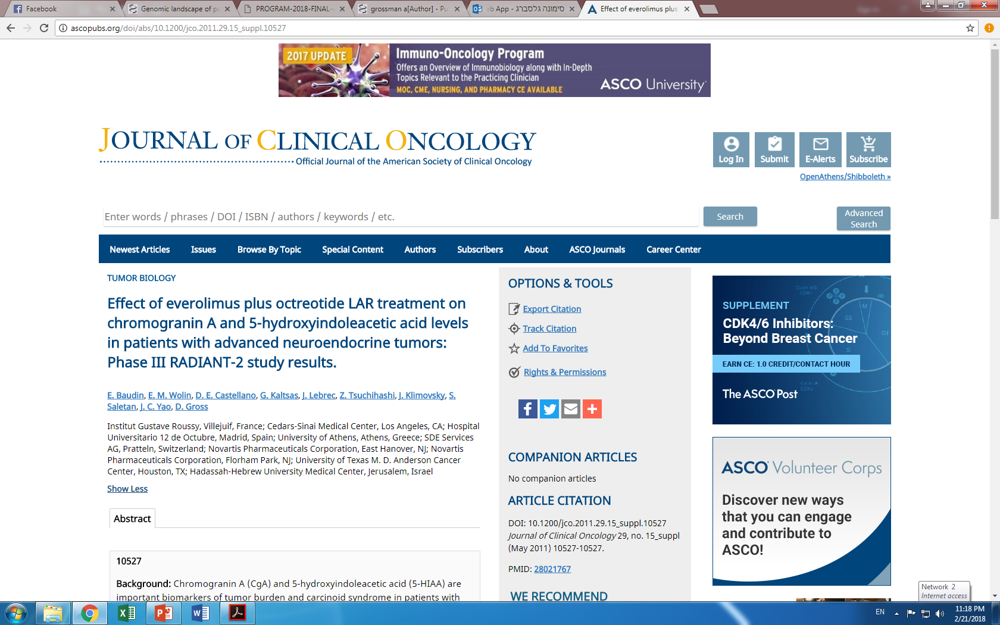 Facebook
Genomic landscape of pa
PROGRAM-2018-FINAL-
grossman a[Author] - Pu
eb App - סימונה גלסברג
Effect of everolimus plus
ascopubs.org/doi/abs/10.1200/jco.2011.29.15_suppl.10527
2017 UPDATE
Immuno-Oncology Program
Offers an Overview of Immunobiology along with In-Depth
Topics Relevant to the Practicing Clinician
MOC, CME, NURSING, AND PHARMACY CE AVAILABLE
ASCO University
JOURNAL OF CLINICAL ONCOLOGY
Official Journal of the American Society of Clinical Oncology
Log In
Submit
E-Alerts
Subscribe
OpenAthens/Shibboleth »
Enter words / phrases / DOI / ISBN / authors / keywords / etc.
Search
Advanced
Search
Newest Articles Issues Browse By Topic Special Content Authors Subscribers About ASCO Journals Career Center
TUMOR BIOLOGY
Effect of everolimus plus octreotide LAR treatment on
chromogranin A and 5-hydroxyindoleacetic acid levels
in patients with advanced neuroendocrine tumors:
Phase III RADIANT-2 study results.
E. Baudin, E. M. Wolin, D. E. Castellano, G. Kaltsas, J. Lebrec, Z. Tsuchihashi, J. Klimovsky, S.
Saletan, J. C. Yao, D. Gross
Institut Gustave Roussy, Villejuif, France; Cedars-Sinai Medical Center, Los Angeles, CA; Hospital
Universitario 12 de Octubre, Madrid, Spain; University of Athens, Athens, Greece; SDE Services
AG, Pratteln, Switzerland; Novartis Pharmaceuticals Corporation, East Hanover, NJ; Novartis
Pharmaceuticals Corporation, Florham Park, NJ; University of Texas M. D. Anderson Cancer
Center, Houston, TX; Hadassah-Hebrew University Medical Center, Jerusalem, Israel
Show Less
Abstract
10527
Background: Chromogranin A (CgA) and 5-hydroxyindoleacetic acid (5-HIAA) are
important biomarkers of tumor burden and carcinoid syndrome in patients with
OPTIONS & TOOLS
Export Citation
Track Citation
Add To Favorites
Rights & Permissions
COMPANION ARTICLES
No companion articles
ARTICLE CITATION
DOI: 10.1200/jco.2011.29.15_suppl.10527
Journal of Clinical Oncology 29, no. 15_suppl
(May 2011) 10527-10527.
PMID: 28021767
WE RECOMMEND
SUPPLEMENT
CDK4/6 Inhibitors:
Beyond Breast Cancer
EARN CE: 1.0 CREDIT/CONTACT HOUR
The ASCO Post
Cyclin A/S
CDK1
RB
M
G2
G1
S
Cyclin A
CDK2
ASCO Volunteer Corps
Discover new ways
that you can engage
and contribute to
ASCO!
Network 2
Internet access
EN
11:18 PM
2/21/2018